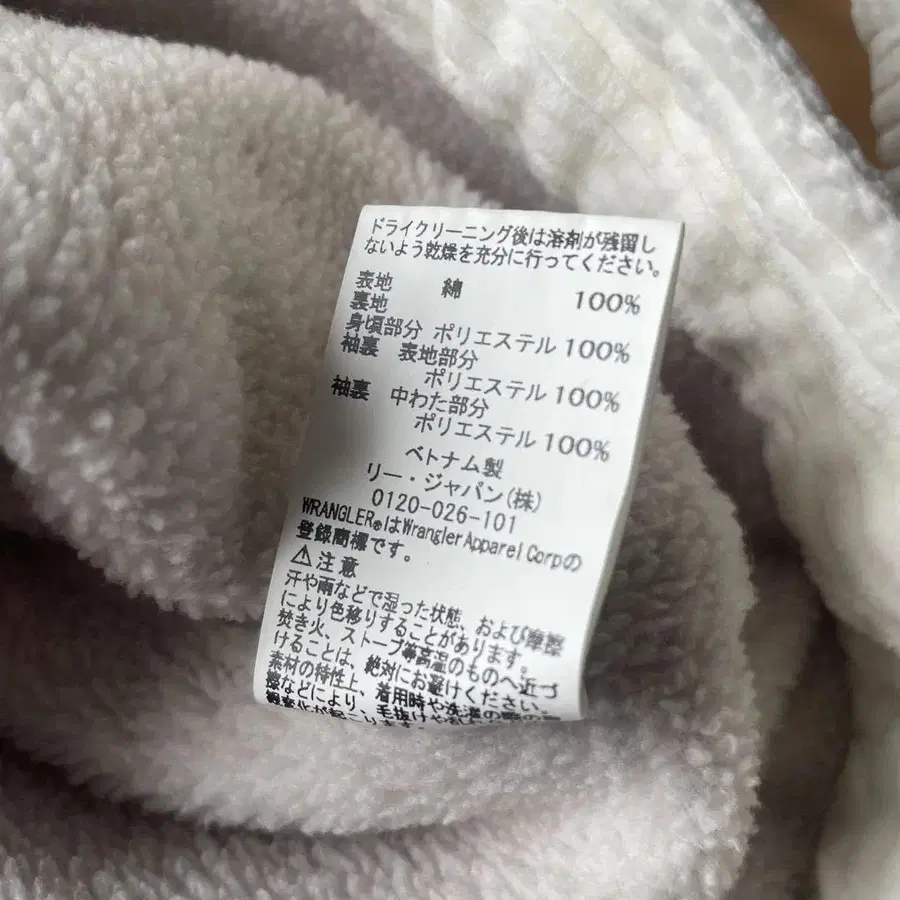 ドライクリーニング後は溶剤が残留し
ないよう乾燥を充分に行ってください。
表地 綿 100%
裏地
身頃部分 ポリエステル 100%
袖裏 表地部分
ポリエステル 100%
袖裏 中わた部分
ポリエステル 100%
ベトナム製
リー・ジャパン(株)
0120-026-101
WRANGLER®はWrangler Apparel Corpの
登録商標です。
⚠注意
汗や雨などで湿った状態、および摩擦
により色移りすることがあります。
焚き火、ストーブ等高温のものへ近づ
けることは、絶対にお避けください。
素材の特性上、着用時や洗濯の際の摩
擦などにより、毛抜けや